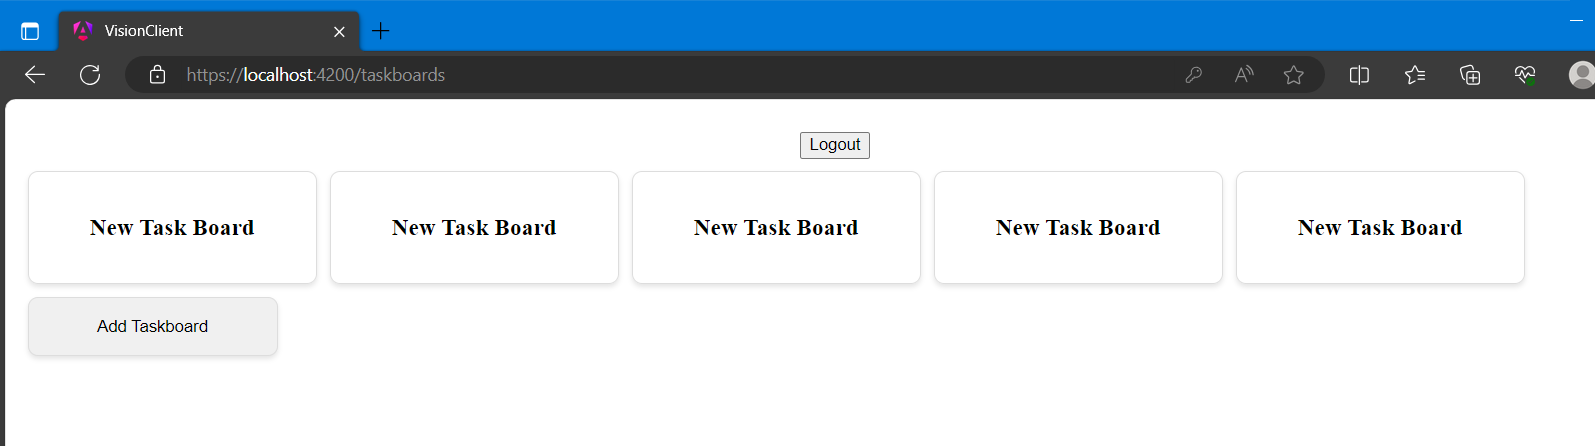 VisionClient
https://localhost:4200/taskboards
Logout
New Task Board New Task Board New Task Board New Task Board New Task Board
Add Taskboard